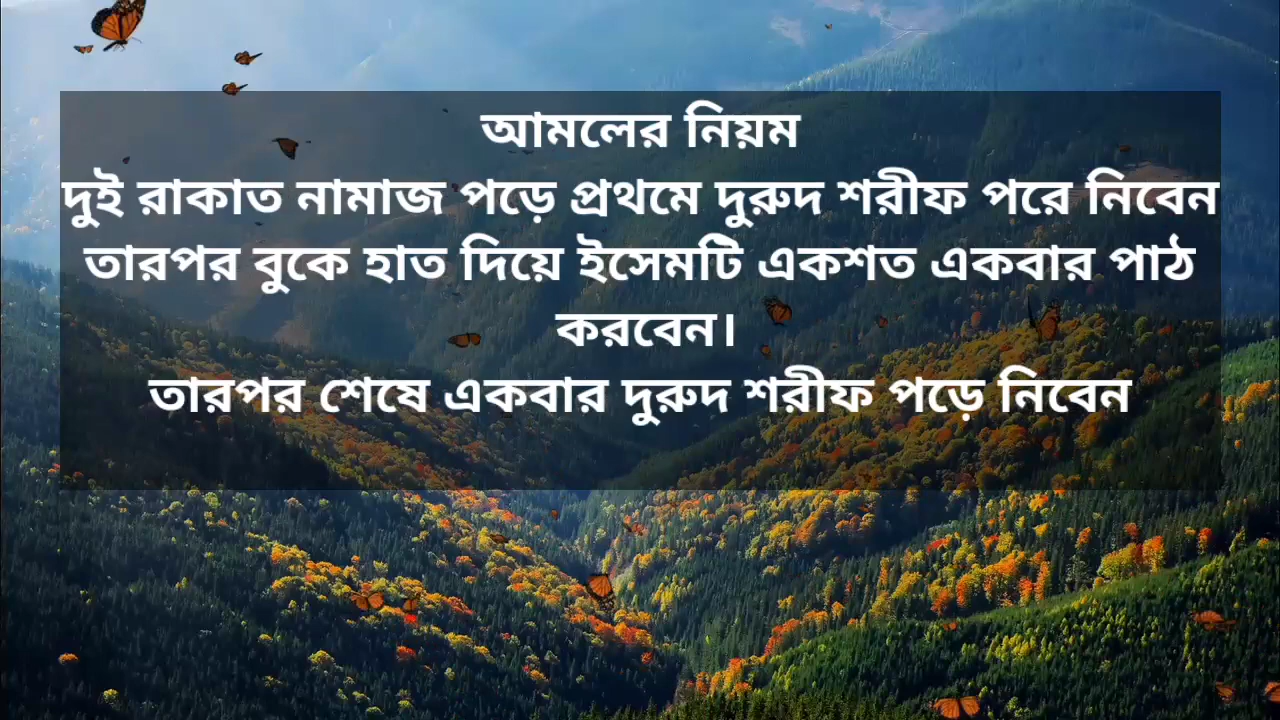 আমলের নিয়ম
দুই রাকাত নামাজ পড়ে প্রথমে দুরুদ শরীফ পরে নিবেন
তারপর বুকে হাত দিয়ে ইসেমটি একশত একবার পাঠ
করবেন।
তারপর শেষে একবার দুরুদ শরীফ পড়ে নিবেন